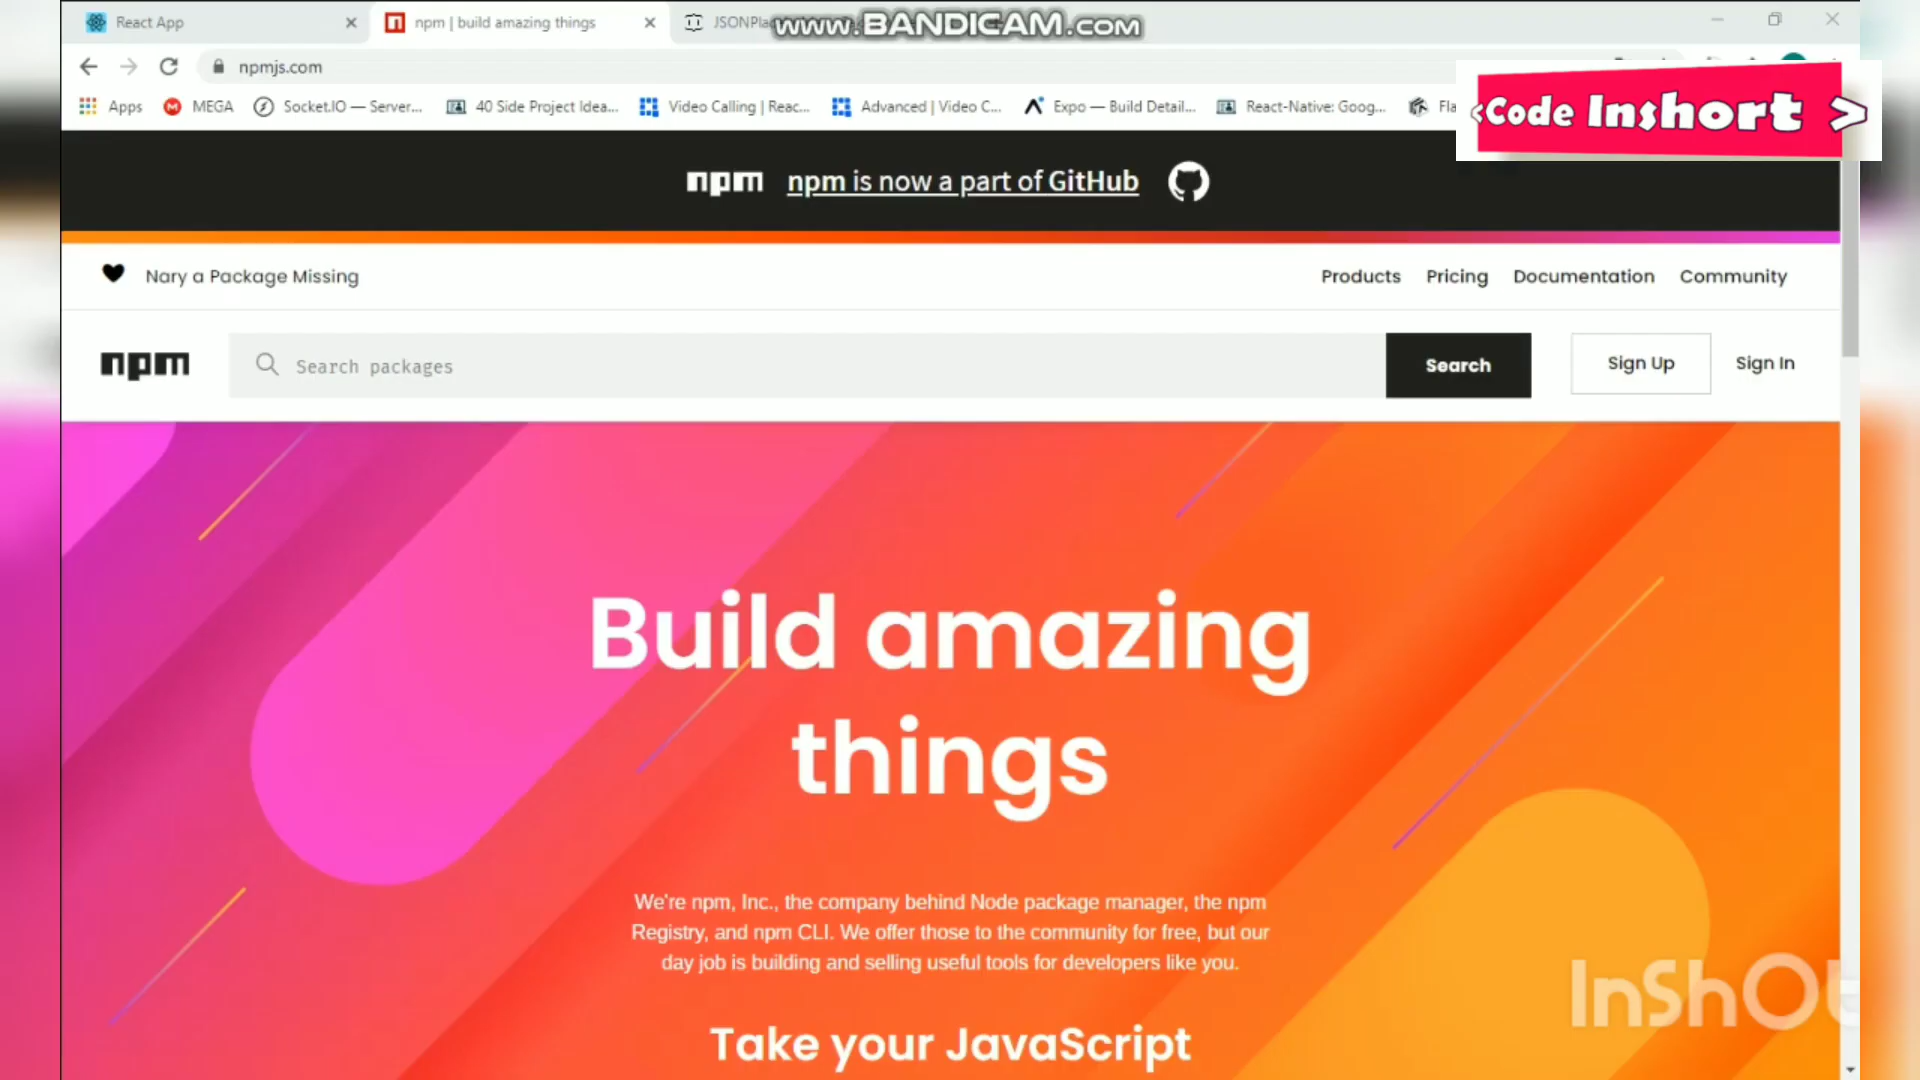 React App
npm | build amazing things
JSONPla
www.BANDICAM.com
npmjs.com
Apps
MEGA
Socket.IO — Server...
40 Side Project Idea...
Video Calling | Reac...
Advanced | Video C...
Expo — Build Detail...
React-Native: Goog...
Fla
<Code Inshort >
npm
npm is now a part of GitHub
Nary a Package Missing
Products
Pricing
Documentation
Community
npm
Search packages
Search
Sign Up
Sign In
Build amazing
things
We're npm, Inc., the company behind Node package manager, the npm
Registry, and npm CLI. We offer those to the community for free, but our
day job is building and selling useful tools for developers like you.
Take your JavaScript
InShOt